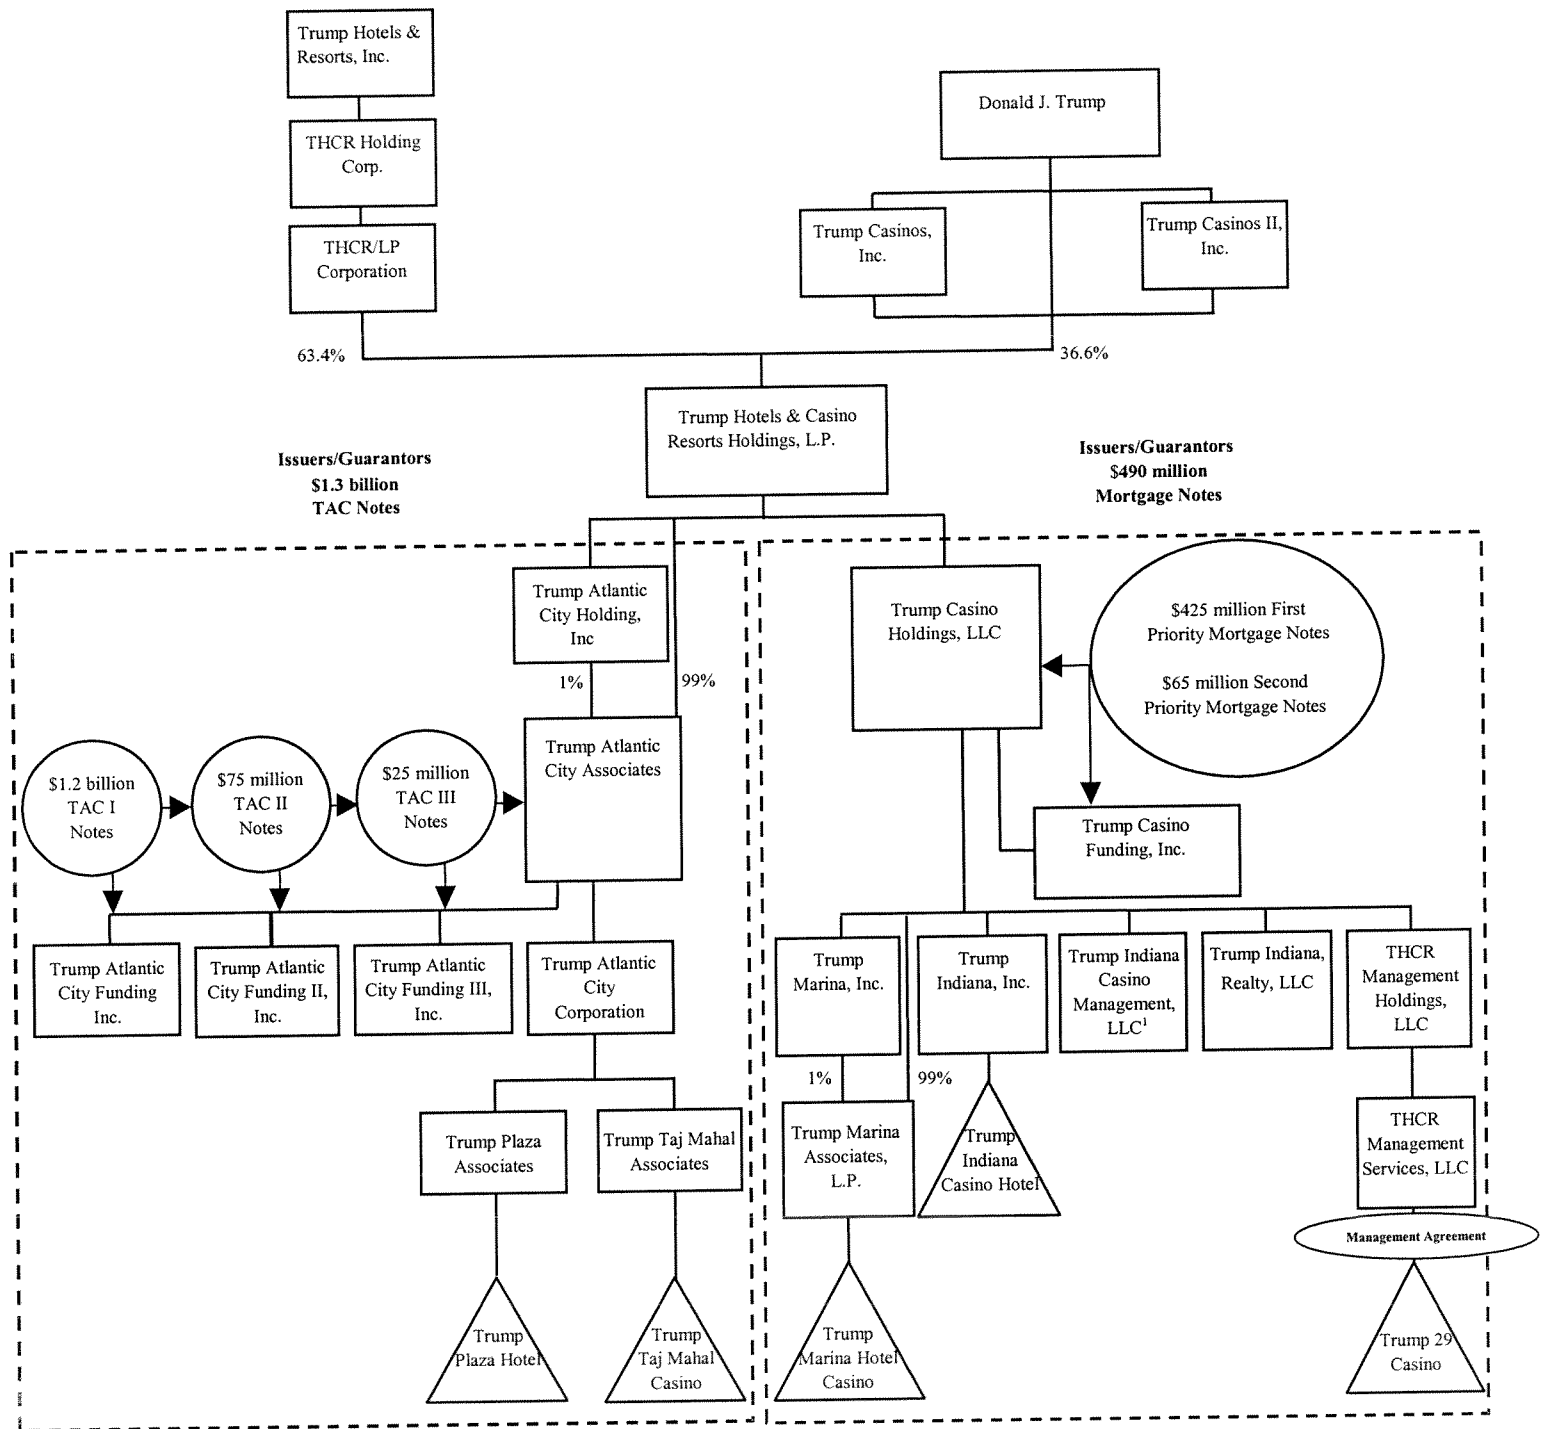 Trump Hotels &
Resorts, Inc.
THCR Holding
Corp.
THCR/LP
Corporation
Donald J. Trump
Trump Casinos,
Inc.
Trump Casinos II,
Inc.
63.4%
36.6%
Trump Hotels & Casino
Resorts Holdings, L.P.
Issuers/Guarantors
$1.3 billion
TAC Notes
Issuers/Guarantors
$490 million
Mortgage Notes
Trump Atlantic
City Holding,
Inc
1%
99%
Trump Atlantic
City Associates
$1.2 billion
TAC I
Notes
$75 million
TAC II
Notes
$25 million
TAC III
Notes
Trump Atlantic
City Funding
Inc.
Trump Atlantic
City Funding II,
Inc.
Trump Atlantic
City Funding III,
Inc.
Trump Atlantic
City
Corporation
Trump Plaza
Associates
Trump Taj Mahal
Associates
Trump
Plaza Hotel
Trump
Taj Mahal
Casino
Trump Casino
Holdings, LLC
$425 million First
Priority Mortgage Notes
$65 million Second
Priority Mortgage Notes
Trump Casino
Funding, Inc.
Trump
Marina, Inc.
Trump
Indiana, Inc.
Trump Indiana
Casino
Management,
LLC¹
Trump Indiana,
Realty, LLC
THCR
Management
Holdings,
LLC
1%
99%
Trump Marina
Associates,
L.P.
Trump
Indiana
Casino Hotel
THCR
Management
Services, LLC
Management Agreement
Trump
Marina Hotel
Casino
Trump 29
Casino